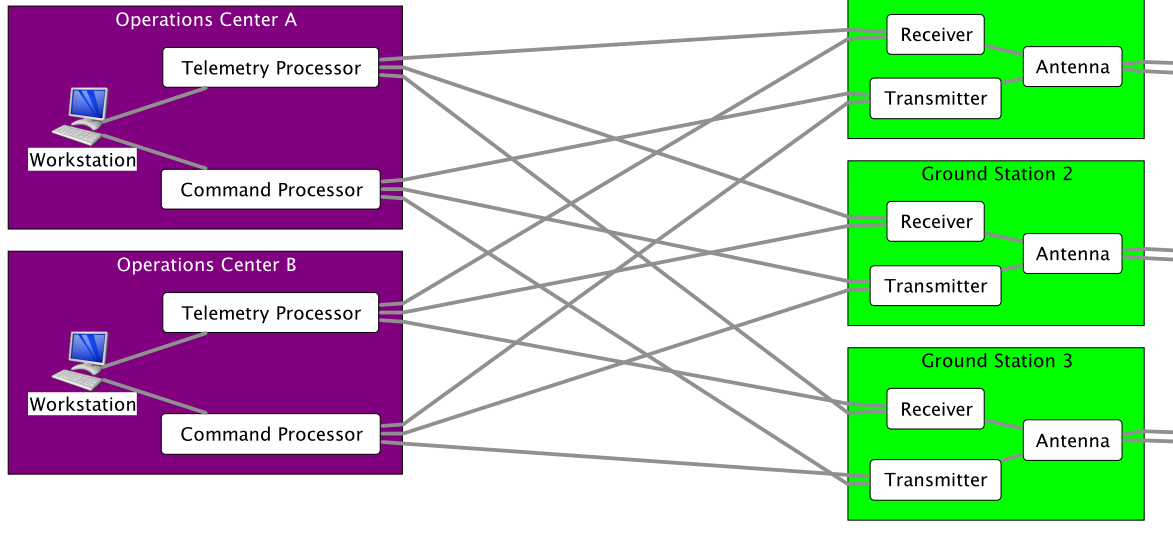 Operations Center A
Telemetry Processor
Workstation
Command Processor
Operations Center B
Telemetry Processor
Workstation
Command Processor
Receiver
Antenna
Transmitter
Ground Station 2
Receiver
Antenna
Transmitter
Ground Station 3
Receiver
Antenna
Transmitter